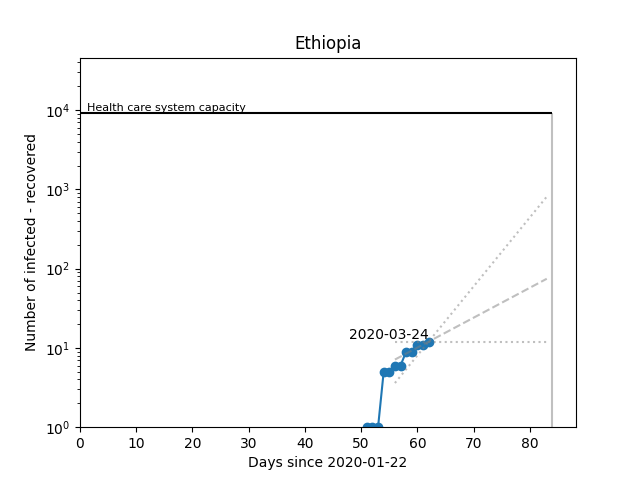 Ethiopia
Number of infected - recovered
10^4
10^3
10^2
10^1
10^0
Health care system capacity
2020-03-24
0 10 20 30 40 50 60 70 80
Days since 2020-01-22